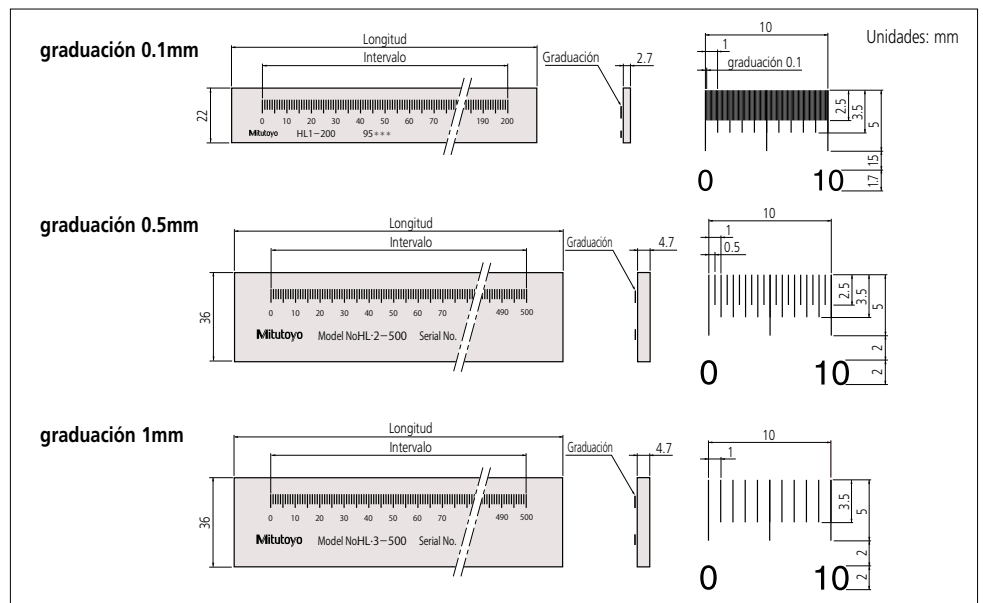 graduación 0.1mm
Longitud
Intervalo
Graduación
2.7
22
0 10 20 30 40 50 60 70 190 200
Mitutoyo HL1-200 95***
10
Unidades: mm
1
graduación 0.1
2.5
3.5
5
15
1.7
0 10
graduación 0.5mm
Longitud
Intervalo
Graduación
4.7
36
0 10 20 30 40 50 60 70 490 500
Mitutoyo Model NoHL-2-500 Serial No.
10
1
0.5
2.5
3.5
5
2
2
0 10
graduación 1mm
Longitud
Intervalo
Graduación
4.7
36
0 10 20 30 40 50 60 70 490 500
Mitutoyo Model NoHL-3-500 Serial No.
10
1
3.5
5
2
2
0 10